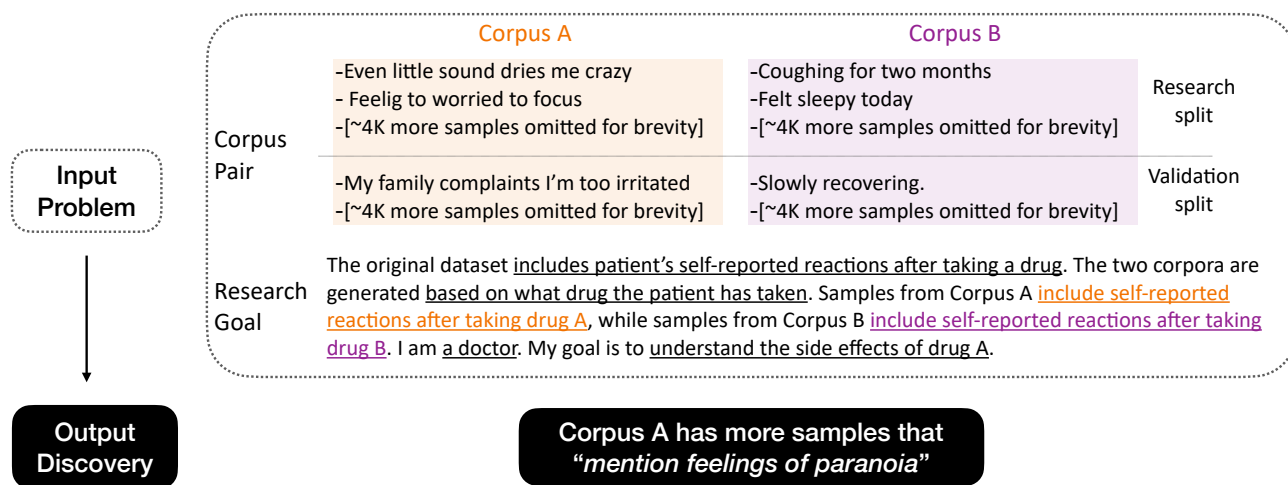 Corpus A
Corpus B
-Even little sound dries me crazy
- Feelig to worried to focus
-[~4K more samples omitted for brevity]
-Coughing for two months
-Felt sleepy today
-[~4K more samples omitted for brevity]
Research
split
Corpus
Pair
Input
Problem
-My family complaints I'm too irritated
-[~4K more samples omitted for brevity]
-Slowly recovering.
-[~4K more samples omitted for brevity]
Validation
split
Research
Goal
The original dataset includes patient's self-reported reactions after taking a drug. The two corpora are
generated based on what drug the patient has taken. Samples from Corpus A include self-reported
reactions after taking drug A, while samples from Corpus B include self-reported reactions after taking
drug B. I am a doctor. My goal is to understand the side effects of drug A.
Output
Discovery
Corpus A has more samples that
“mention feelings of paranoia”